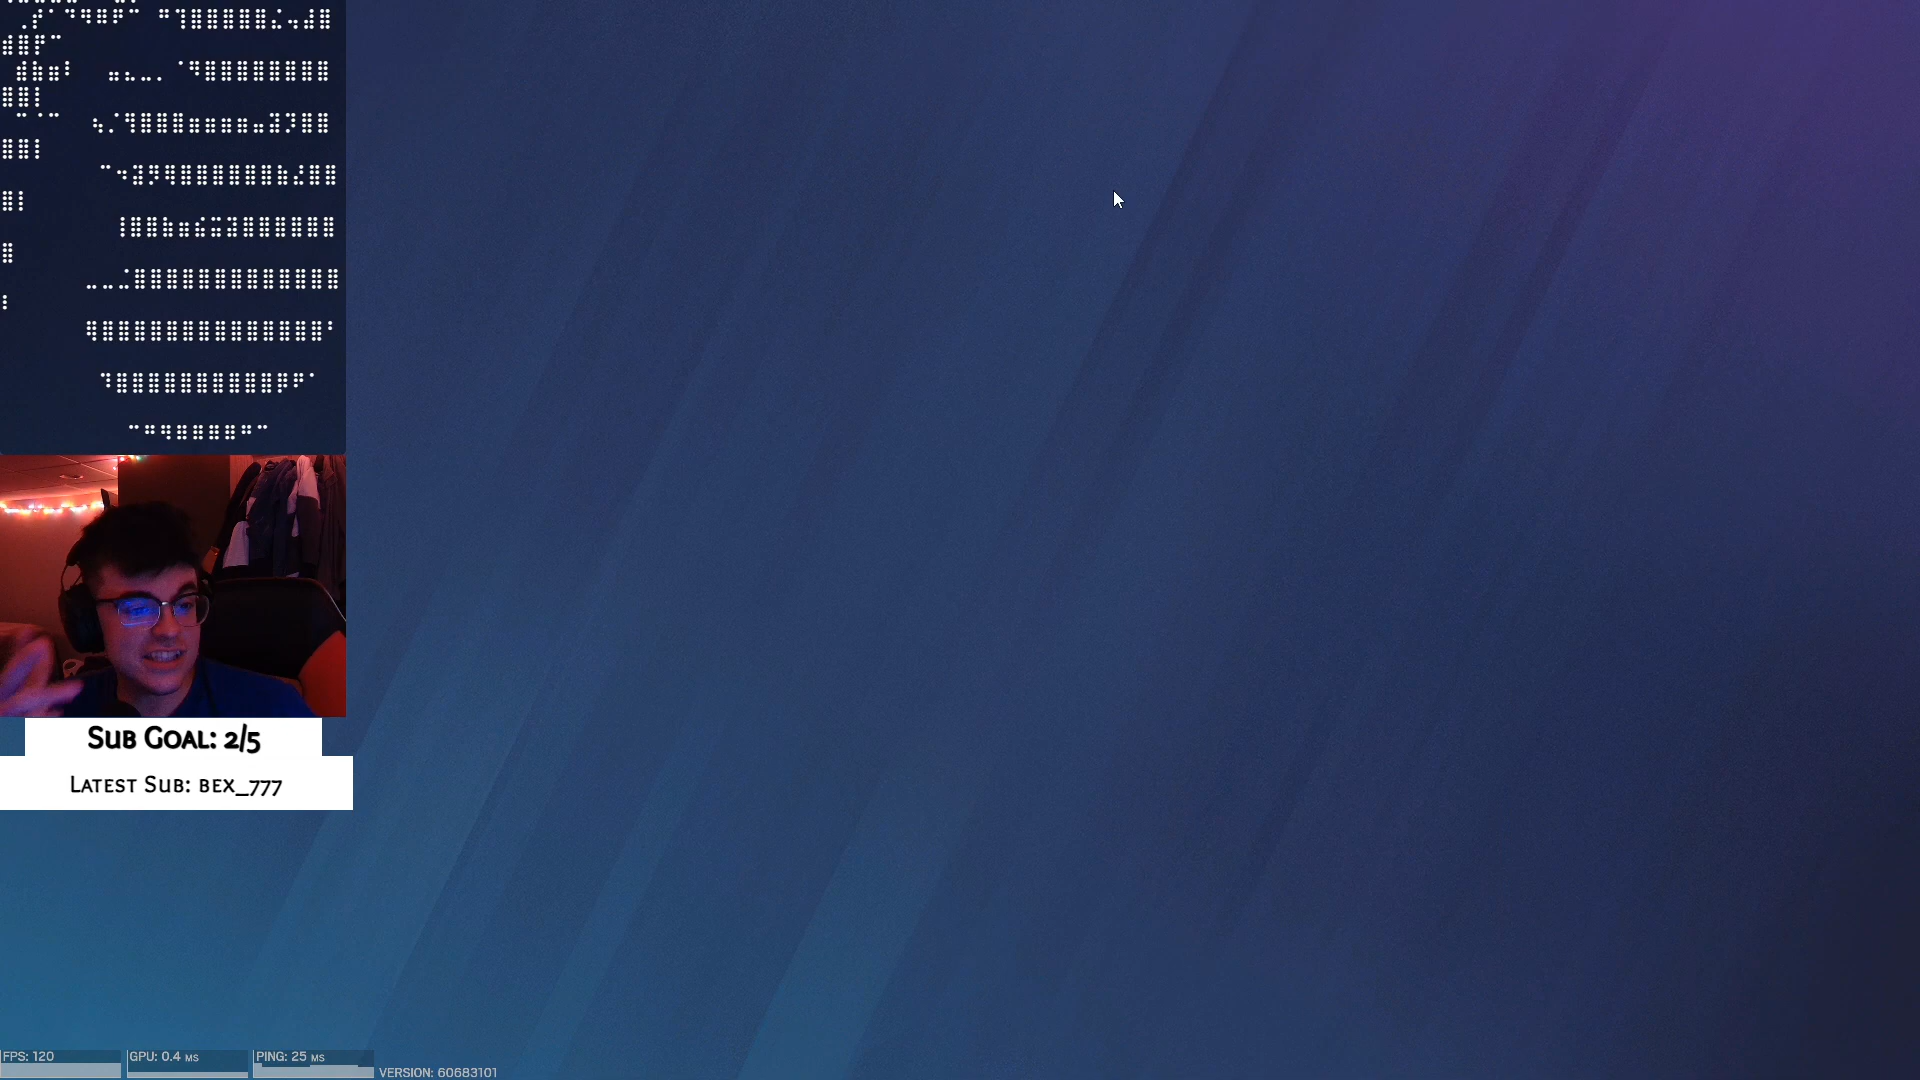 Sub Goal: 2/5
Latest Sub: bex_777
FPS: 120
GPU: 0.4 ms
PING: 25 ms
VERSION: 60683101